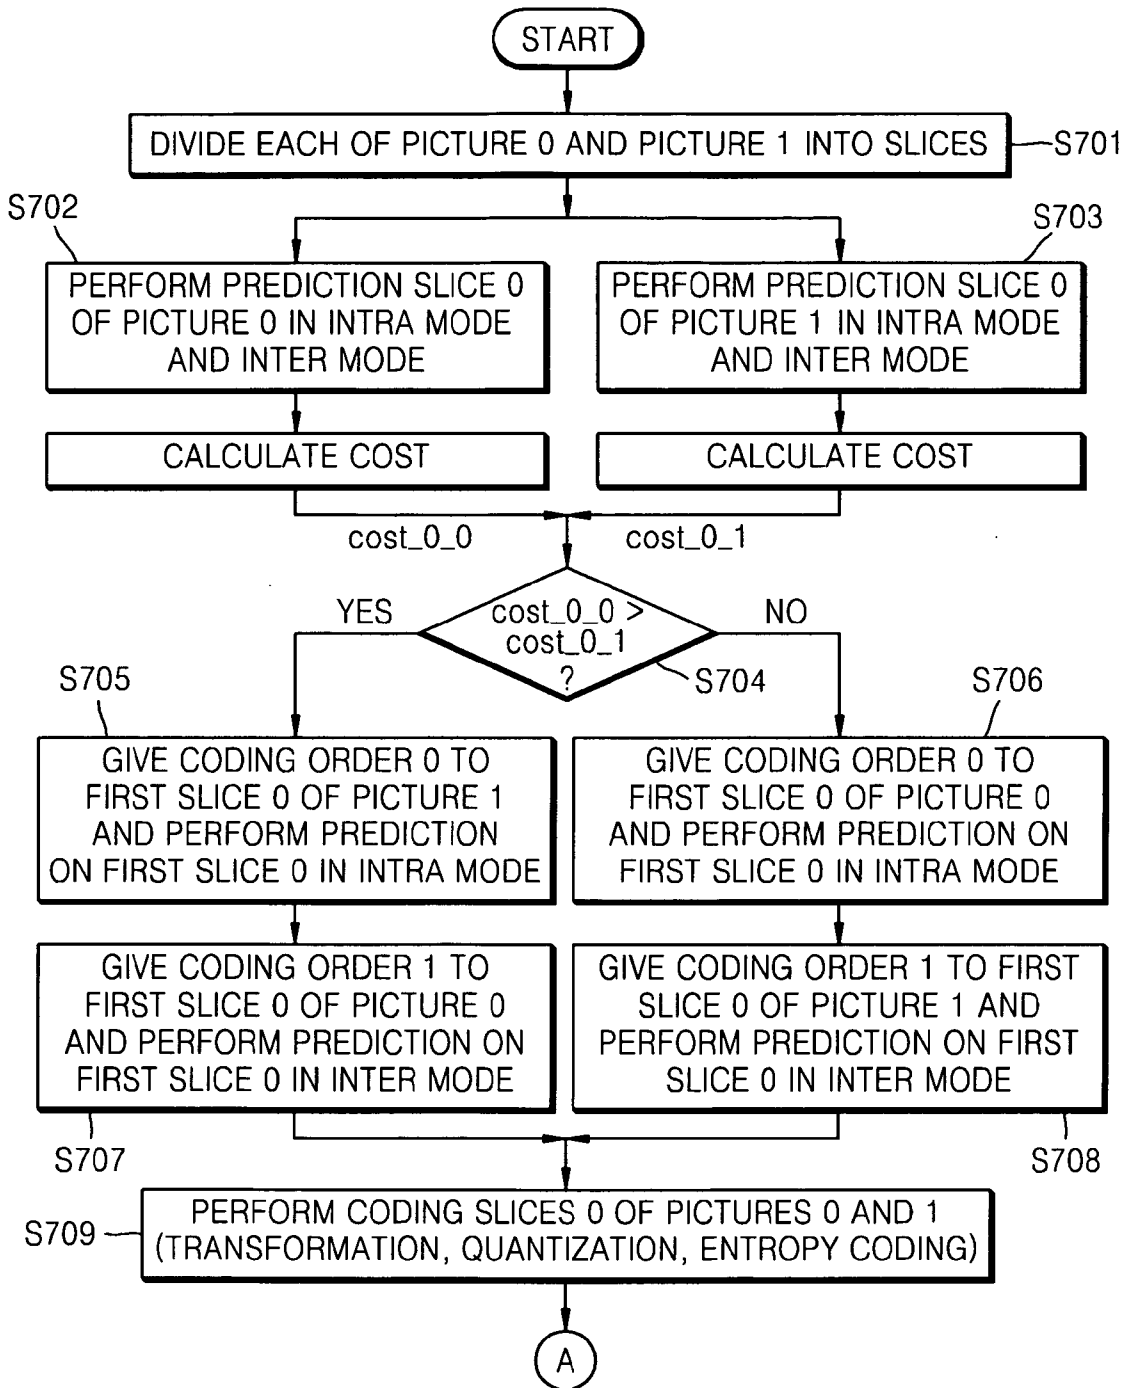 START
DIVIDE EACH OF PICTURE 0 AND PICTURE 1 INTO SLICES
S701
S702
S703
PERFORM PREDICTION SLICE 0
OF PICTURE 0 IN INTRA MODE
AND INTER MODE
PERFORM PREDICTION SLICE 0
OF PICTURE 1 IN INTRA MODE
AND INTER MODE
CALCULATE COST
CALCULATE COST
cost_0_0
cost_0_1
YES
cost_0_0 >
cost_0_1
?
NO
S704
S705
S706
GIVE CODING ORDER 0 TO
FIRST SLICE 0 OF PICTURE 1
AND PERFORM PREDICTION
ON FIRST SLICE 0 IN INTRA MODE
GIVE CODING ORDER 0 TO
FIRST SLICE 0 OF PICTURE 0
AND PERFORM PREDICTION ON
FIRST SLICE 0 IN INTRA MODE
GIVE CODING ORDER 1 TO
FIRST SLICE 0 OF PICTURE 0
AND PERFORM PREDICTION ON
FIRST SLICE 0 IN INTER MODE
GIVE CODING ORDER 1 TO FIRST
SLICE 0 OF PICTURE 1 AND
PERFORM PREDICTION ON FIRST
SLICE 0 IN INTER MODE
S707
S708
S709
PERFORM CODING SLICES 0 OF PICTURES 0 AND 1
(TRANSFORMATION, QUANTIZATION, ENTROPY CODING)
A